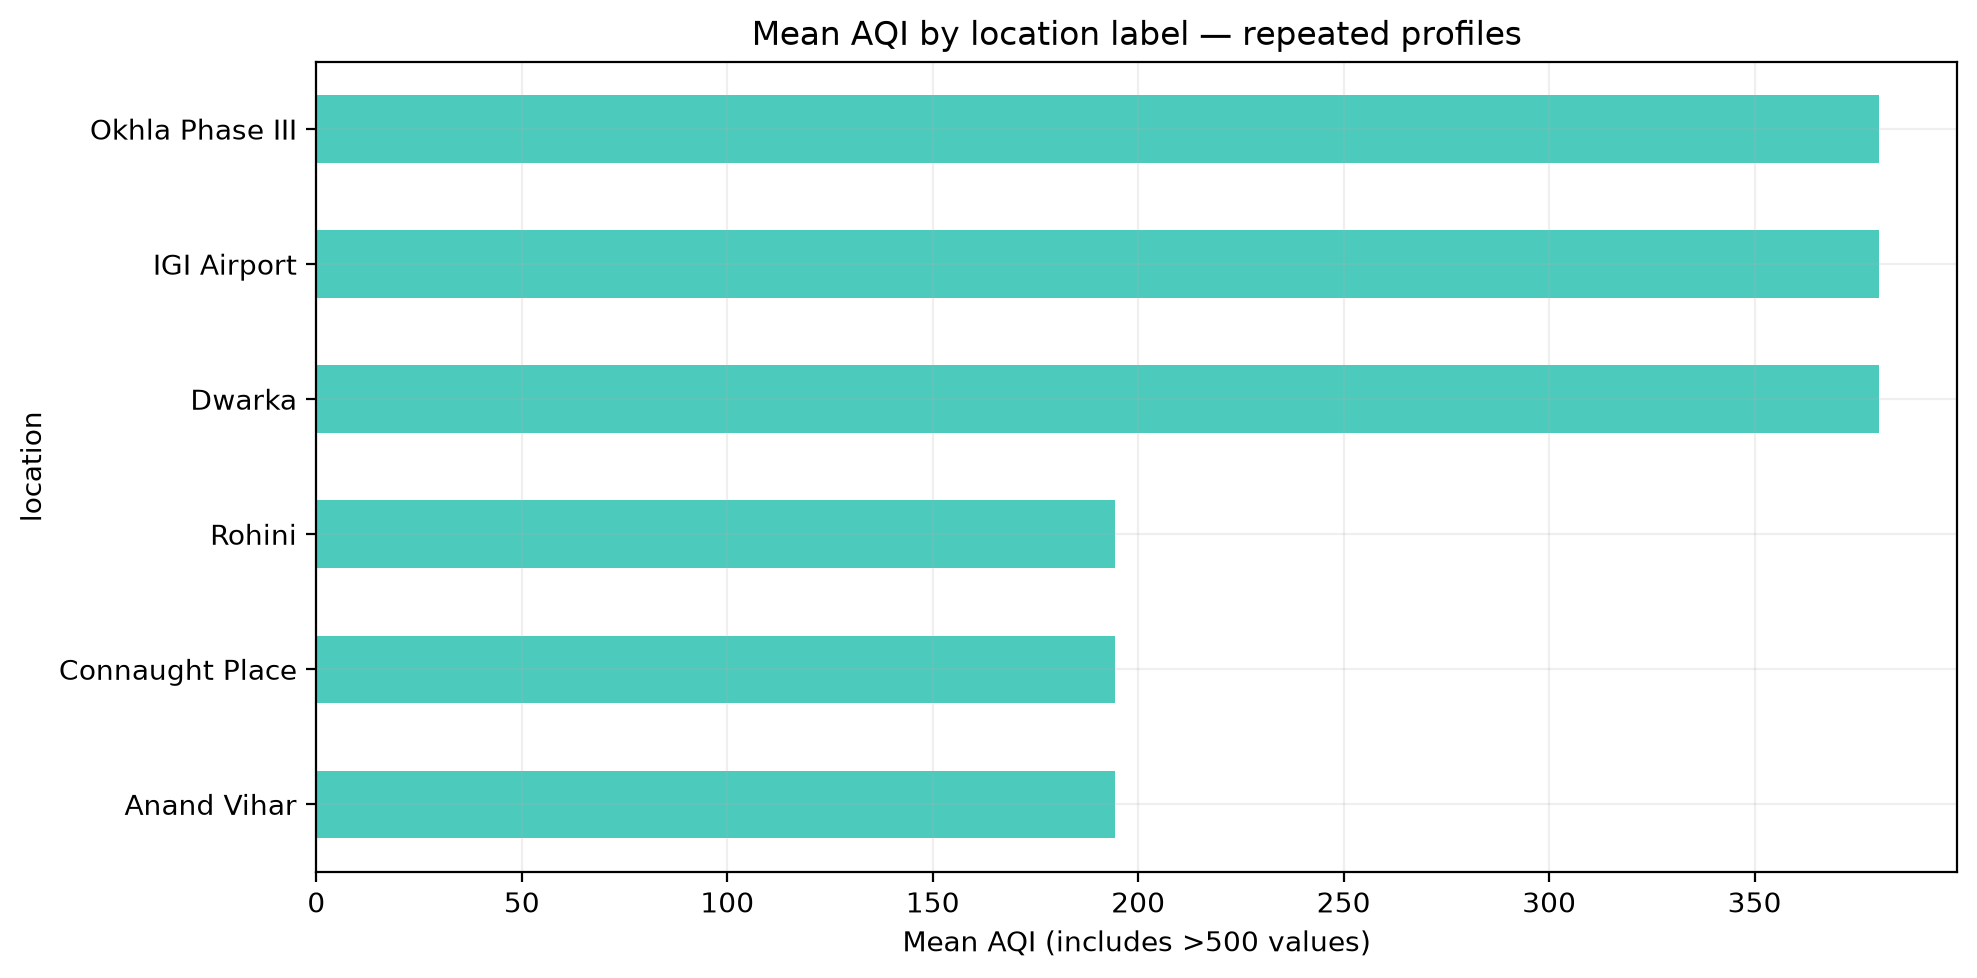 Mean AQI by location label — repeated profiles
location
Okhla Phase III
IGI Airport
Dwarka
Rohini
Connaught Place
Anand Vihar
0 50 100 150 200 250 300 350
Mean AQI (includes >500 values)